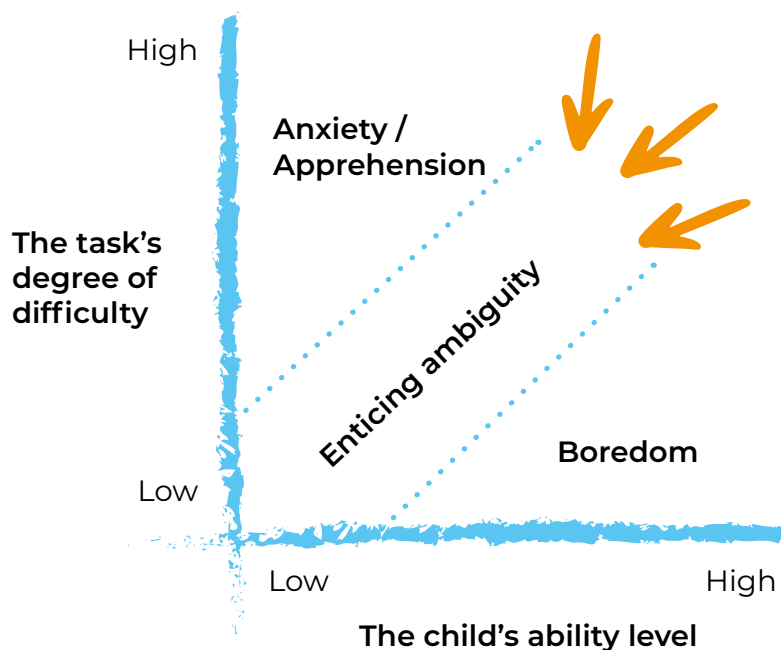 High
Anxiety /
Apprehension
The task's
degree of
difficulty
Enticing ambiguity
Boredom
Low
Low
High
The child's ability level